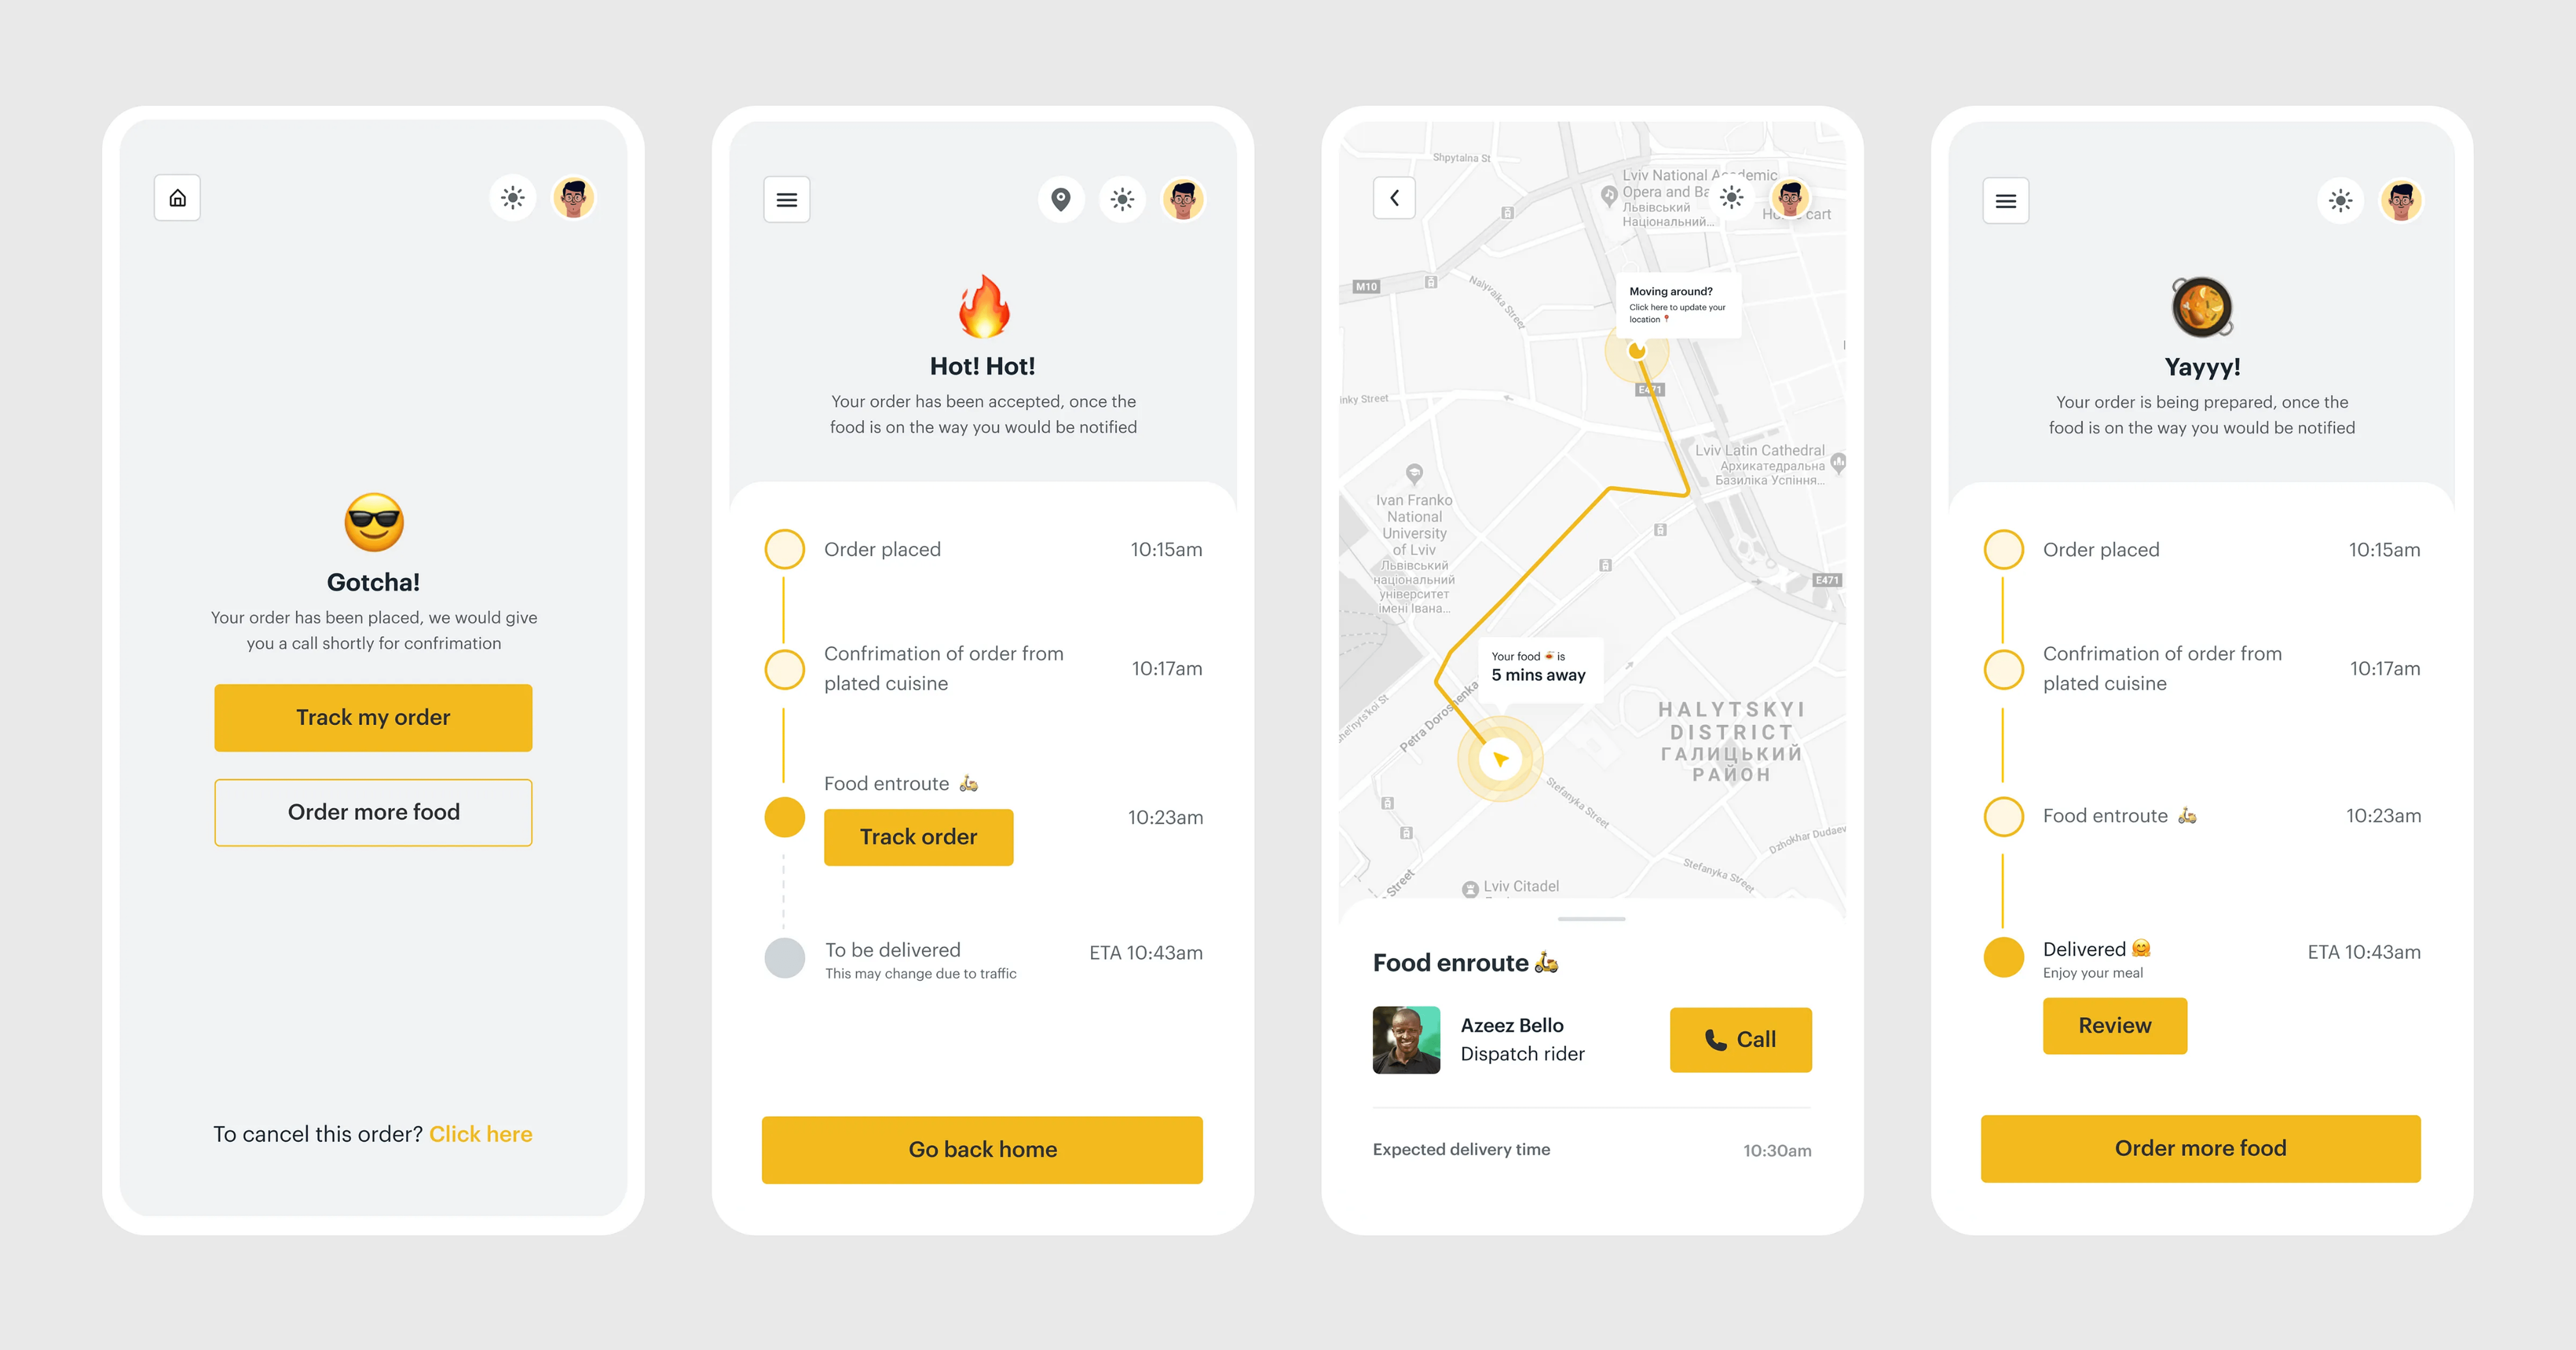 Gotcha!
Your order has been placed, we would give
you a call shortly for confrimation
Track my order
Order more food
To cancel this order? Click here
Hot! Hot!
Your order has been accepted, once the
food is on the way you would be notified
Order placed 10:15am
Confrimation of order from
plated cuisine
10:17am
Food enroute
Track order
10:23am
To be delivered
This may change due to traffic
ETA 10:43am
Go back home
Shpytalna St
Lviv National Academic
Opera and Ba
Львівський
Національний...
cart
M10
Nalyvaika Street
Moving around?
Click here to update your
location
E471
inky Street
Lviv Latin Cathedral
Архикатедральна
Базиліка Успіння...
Ivan Franko
National
University
of Lviv
Львівський
національний
університет
імені Івана...
E471
Your food is
5 mins away
Petra Doroshenka
HALYTSKYI
DISTRICT
ГАЛИЦЬКИЙ
РАЙОН
Stefanyka Street
Dzhokhar Dudaev
Stefanyka Street
Street
Lviv Citadel
Food enroute
Azeez Bello
Dispatch rider
Call
Expected delivery time 10:30am
Yayyy!
Your order is being prepared, once the
food is on the way you would be notified
Order placed 10:15am
Confrimation of order from
plated cuisine
10:17am
Food enroute 10:23am
Delivered
Enjoy your meal
ETA 10:43am
Review
Order more food